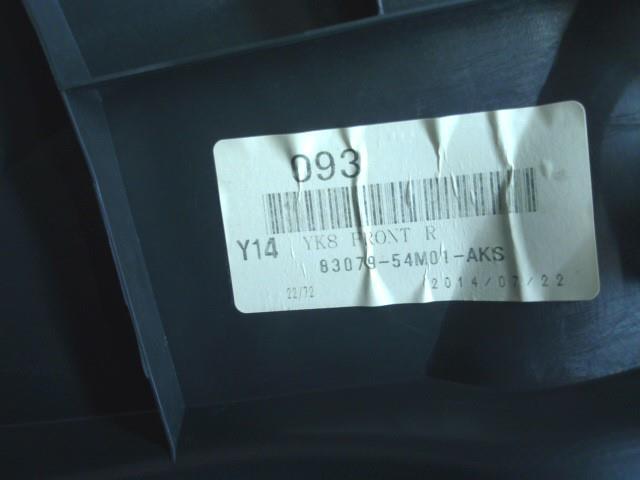 093
Y14 YK8 FRONT R
83079-54M01-AKS
22/72 2014/07/22